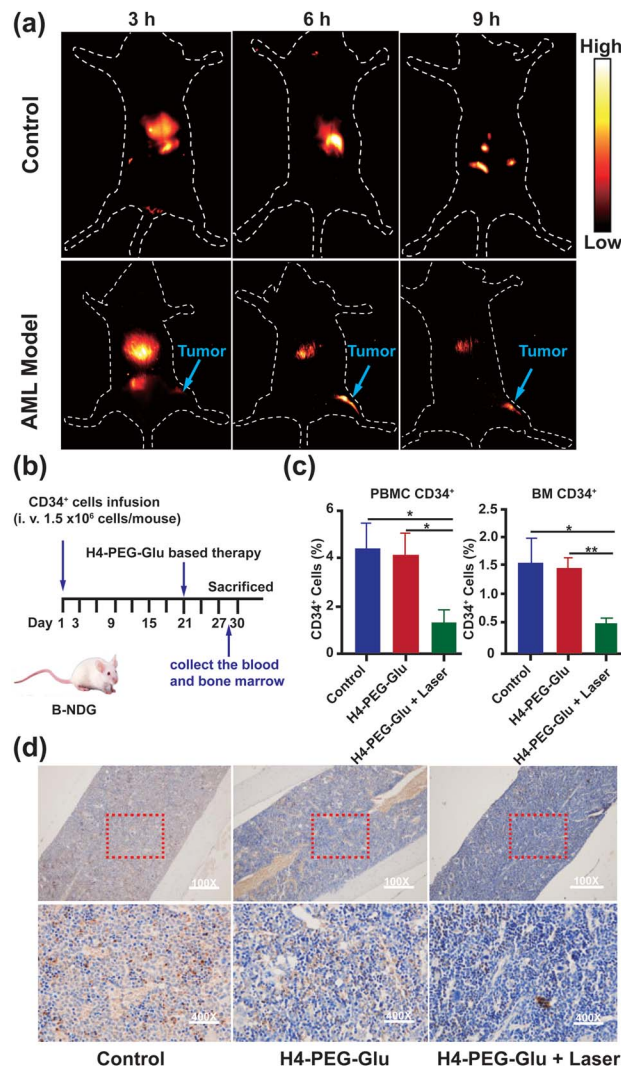 (a)
3 h
6 h
9 h
Control
High
Low
AML Model
Tumor
Tumor
Tumor
(b)
CD34⁺ cells infusion
(i. v. 1.5 x10⁶ cells/mouse)
H4-PEG-Glu based therapy
Sacrificed
Day 1 3 9 15 21 27 30
collect the blood
and bone marrow
B-NDG
(c)
PBMC CD34⁺
CD34⁺ Cells (%)
6
4
2
0
*
*
Control
H4-PEG-Glu
H4-PEG-Glu + Laser
BM CD34⁺
CD34⁺ Cells (%)
2.5
2.0
1.5
1.0
0.5
0
*
**
Control
H4-PEG-Glu
H4-PEG-Glu + Laser
(d)
100X
100X
100X
400X
400X
400X
Control
H4-PEG-Glu
H4-PEG-Glu + Laser